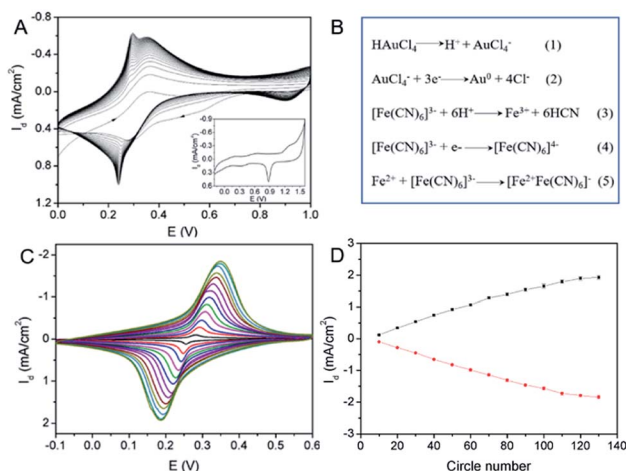 A
I_d (mA/cm²)
-0.8
-0.4
0.0
0.4
0.8
1.2
0.0 0.2 0.4 0.6 0.8 1.0
E (V)
I_d (mA/cm²)
-0.9
-0.6
-0.3
0.0
0.3
0.6
-0.3 0.3 0.9 1.5
E (V)
B
HAuCl₄ ⟶ H⁺ + AuCl₄⁻ (1)
AuCl₄⁻ + 3e⁻ ⟶ Au⁰ + 4Cl⁻ (2)
[Fe(CN)₆]³⁻ + 6H⁺ ⟶ Fe³⁺ + 6HCN (3)
[Fe(CN)₆]³⁻ + e- ⟶ [Fe(CN)₆]⁴⁻ (4)
Fe²⁺ + [Fe(CN)₆]³⁻ ⟶ [Fe²⁺Fe(CN)₆]⁻ (5)
C
I_d (mA/cm²)
-2
-1
0
1
2
-0.1 0.0 0.1 0.2 0.3 0.4 0.5 0.6
E (V)
D
I_d (mA/cm²)
3
2
1
0
-1
-2
-3
0 20 40 60 80 100 120 140
Circle number